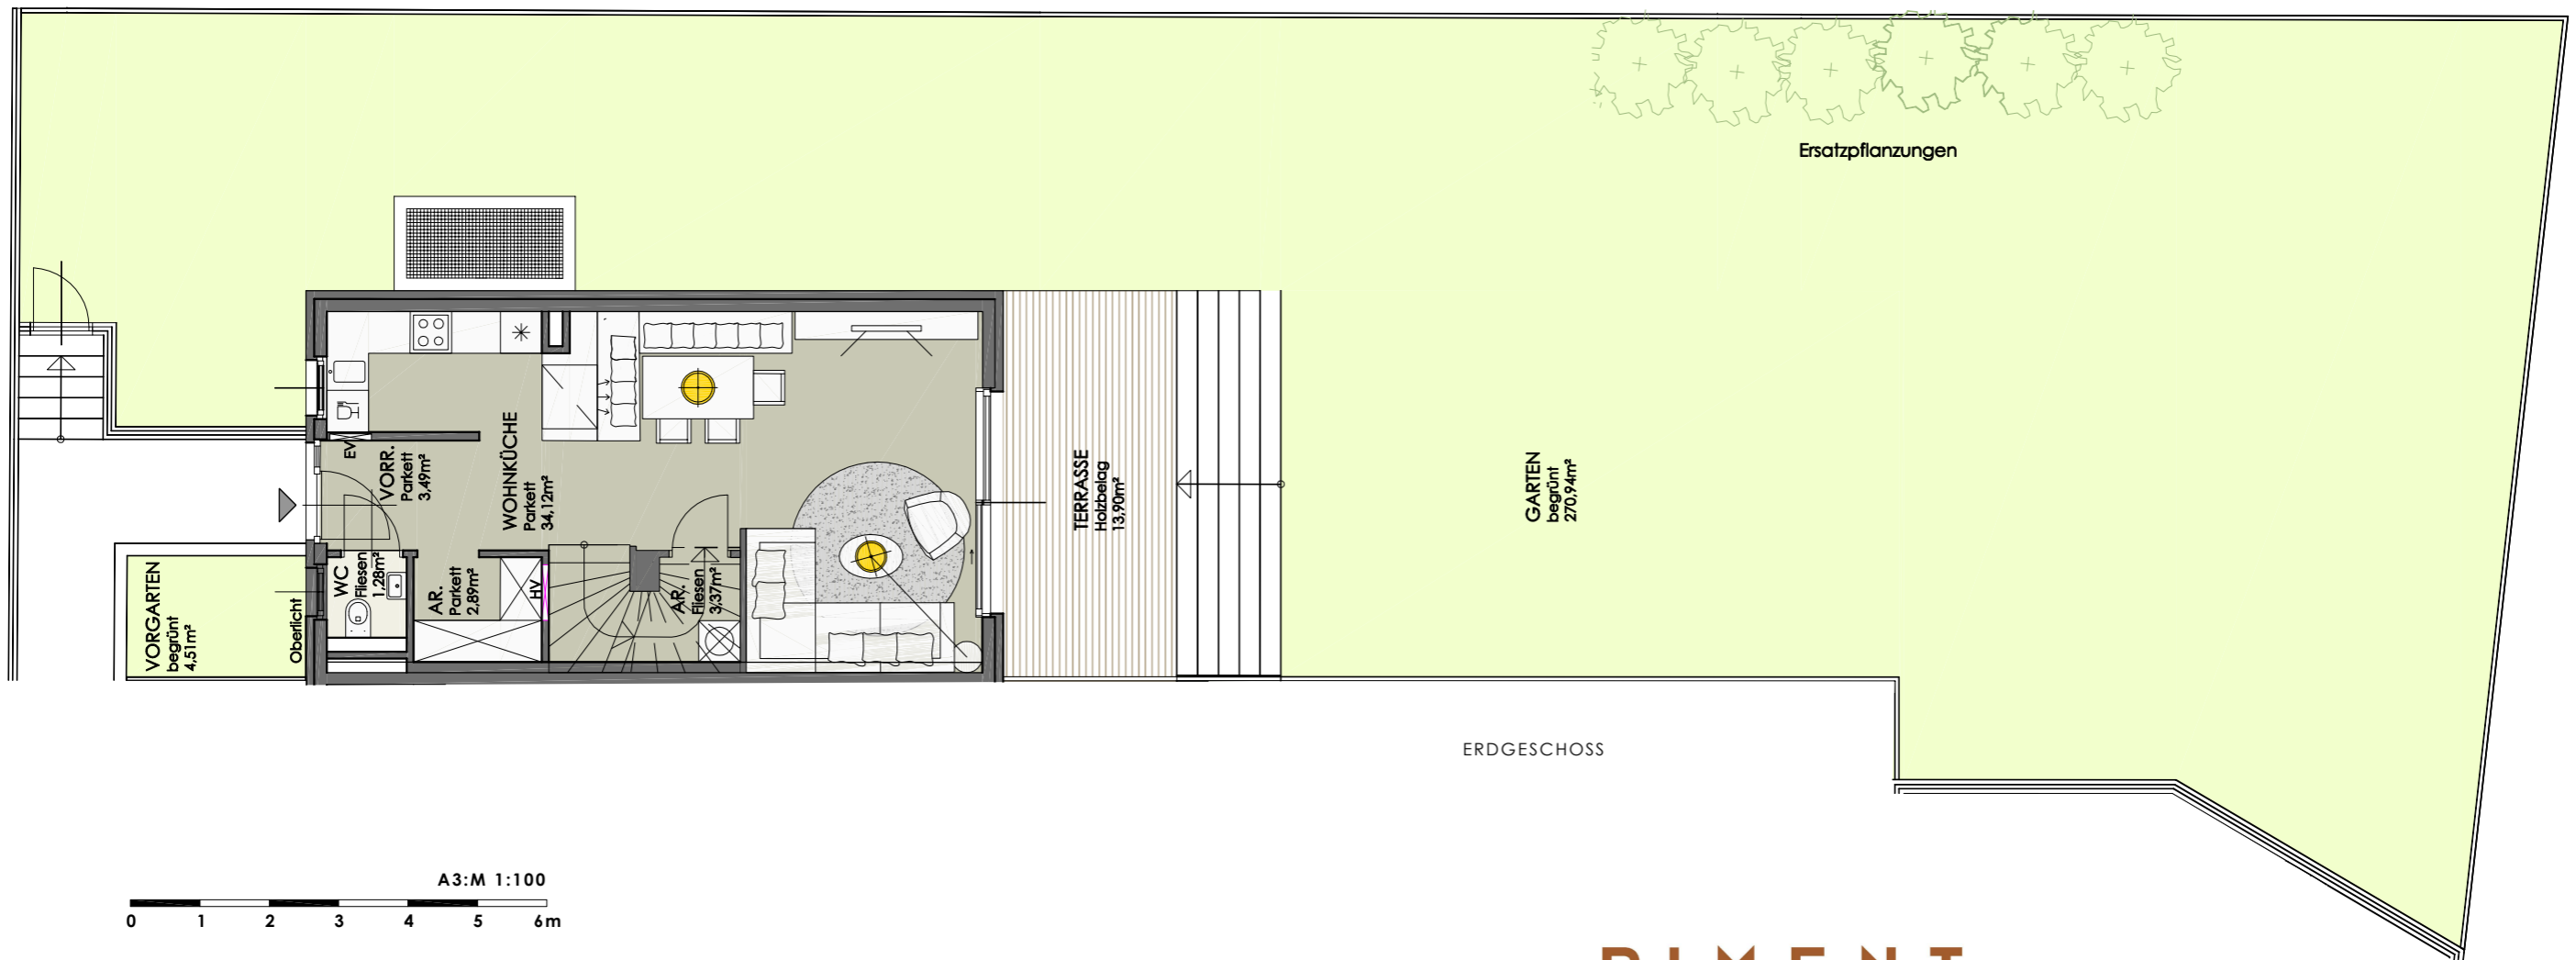 Ersatzpflanzungen
EV
VORR.
Parkett
3,49m²
WOHNKÜCHE
Parkett
34,12m²
TERRASSE
Holzbelag
13,90m²
GARTEN
begrünt
270,94m²
VORGARTEN
begrünt
4,51m²
Oberlicht
WC
Fliesen
1,28m²
AR.
Parkett
2,89m²
HV
AR.
Fliesen
3,37m²
ERDGESCHOSS
A3:M 1:100
0 1 2 3 4 5 6m
PIMENT